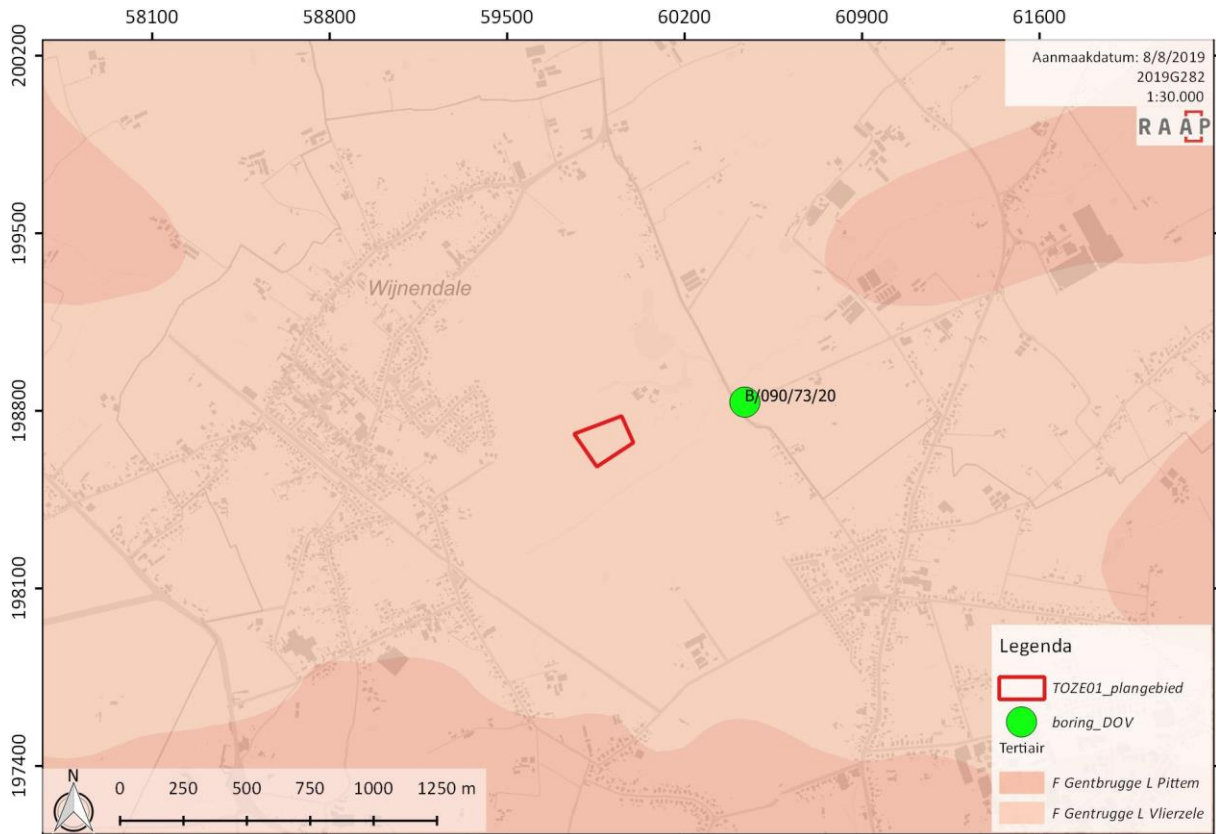 58100 58800 59500 60200 60900 61600
200200
199500
198800
198100
197400
Aanmaakdatum: 8/8/2019
2019G282
1:30.000
RAAP
Wijnendale
B/090/73/20
Legenda
TOZE01_plangebied
boring_DOV
Tertiair
F Gentbrugge L Pittem
F Gentrugge L Vlierzele
N
0 250 500 750 1000 1250 m